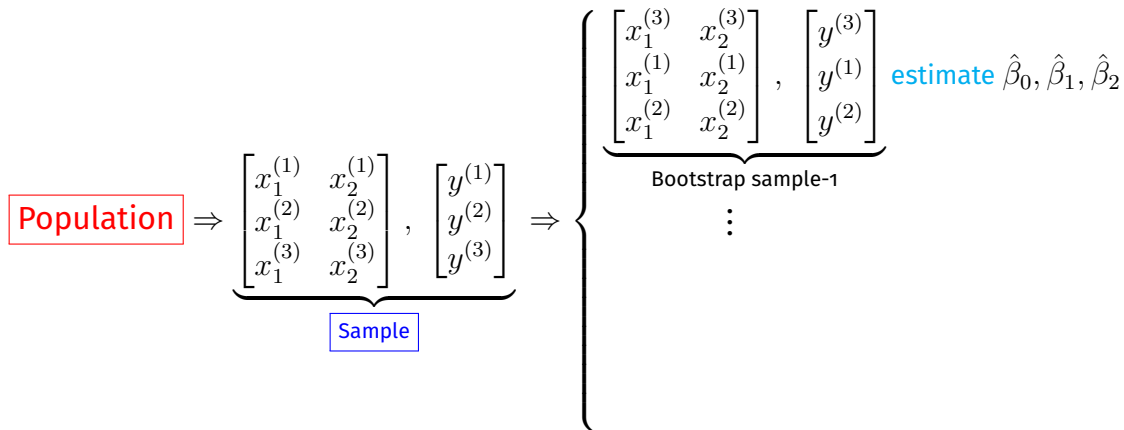 Population ⇒ [x_1^{(1)} x_2^{(1)}; x_1^{(2)} x_2^{(2)}; x_1^{(3)} x_2^{(3)}] , [y^{(1)}; y^{(2)}; y^{(3)}] ⇒ {
Sample
[x_1^{(3)} x_2^{(3)}; x_1^{(1)} x_2^{(1)}; x_1^{(2)} x_2^{(2)}] , [y^{(3)}; y^{(1)}; y^{(2)}] estimate β̂_0, β̂_1, β̂_2
Bootstrap sample-1
⋮